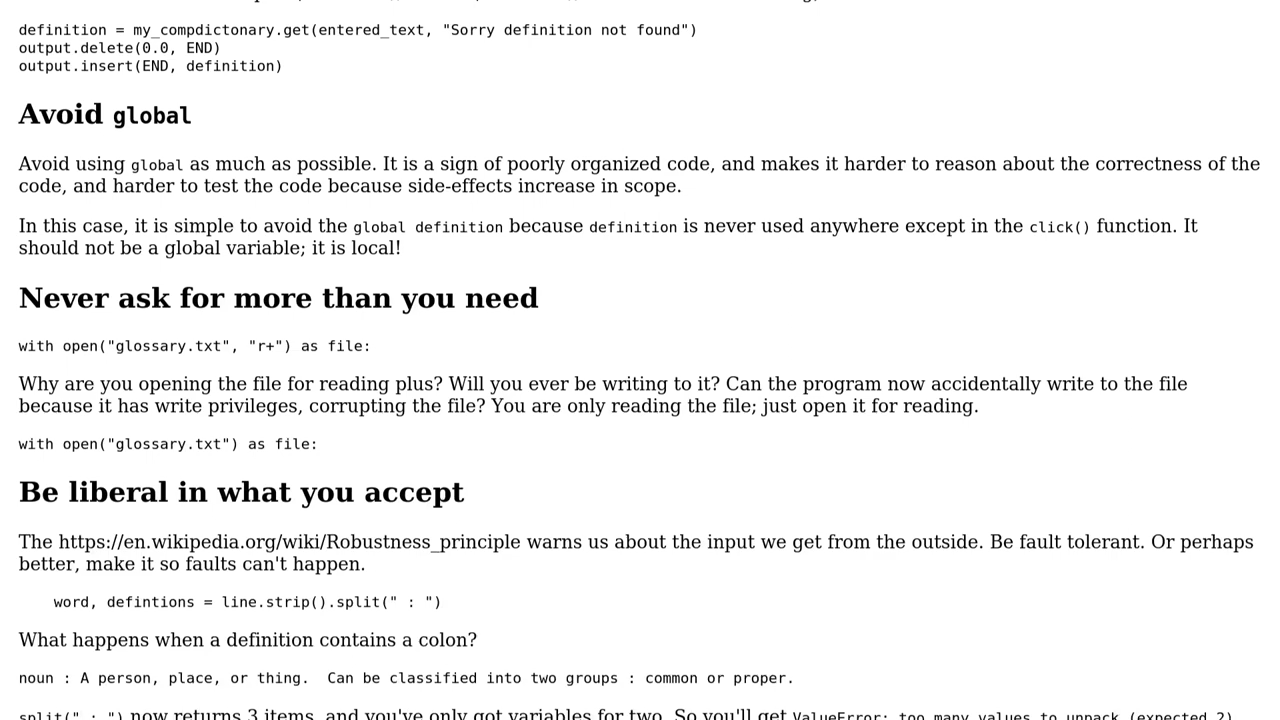 definition = my_compdictonary.get(entered_text, "Sorry definition not found")
output.delete(0.0, END)
output.insert(END, definition)
Avoid global
Avoid using global as much as possible. It is a sign of poorly organized code, and makes it harder to reason about the correctness of the
code, and harder to test the code because side-effects increase in scope.
In this case, it is simple to avoid the global definition because definition is never used anywhere except in the click() function. It
should not be a global variable; it is local!
Never ask for more than you need
with open("glossary.txt", "r+") as file:
Why are you opening the file for reading plus? Will you ever be writing to it? Can the program now accidentally write to the file
because it has write privileges, corrupting the file? You are only reading the file; just open it for reading.
with open("glossary.txt") as file:
Be liberal in what you accept
The https://en.wikipedia.org/wiki/Robustness_principle warns us about the input we get from the outside. Be fault tolerant. Or perhaps
better, make it so faults can't happen.
word, defintions = line.strip().split(" : ")
What happens when a definition contains a colon?
noun : A person, place, or thing.  Can be classified into two groups : common or proper.
split(" : ") now returns 3 items, and you've only got variables for two. So you'll get ValueError: too many values to unpack (expected 2)